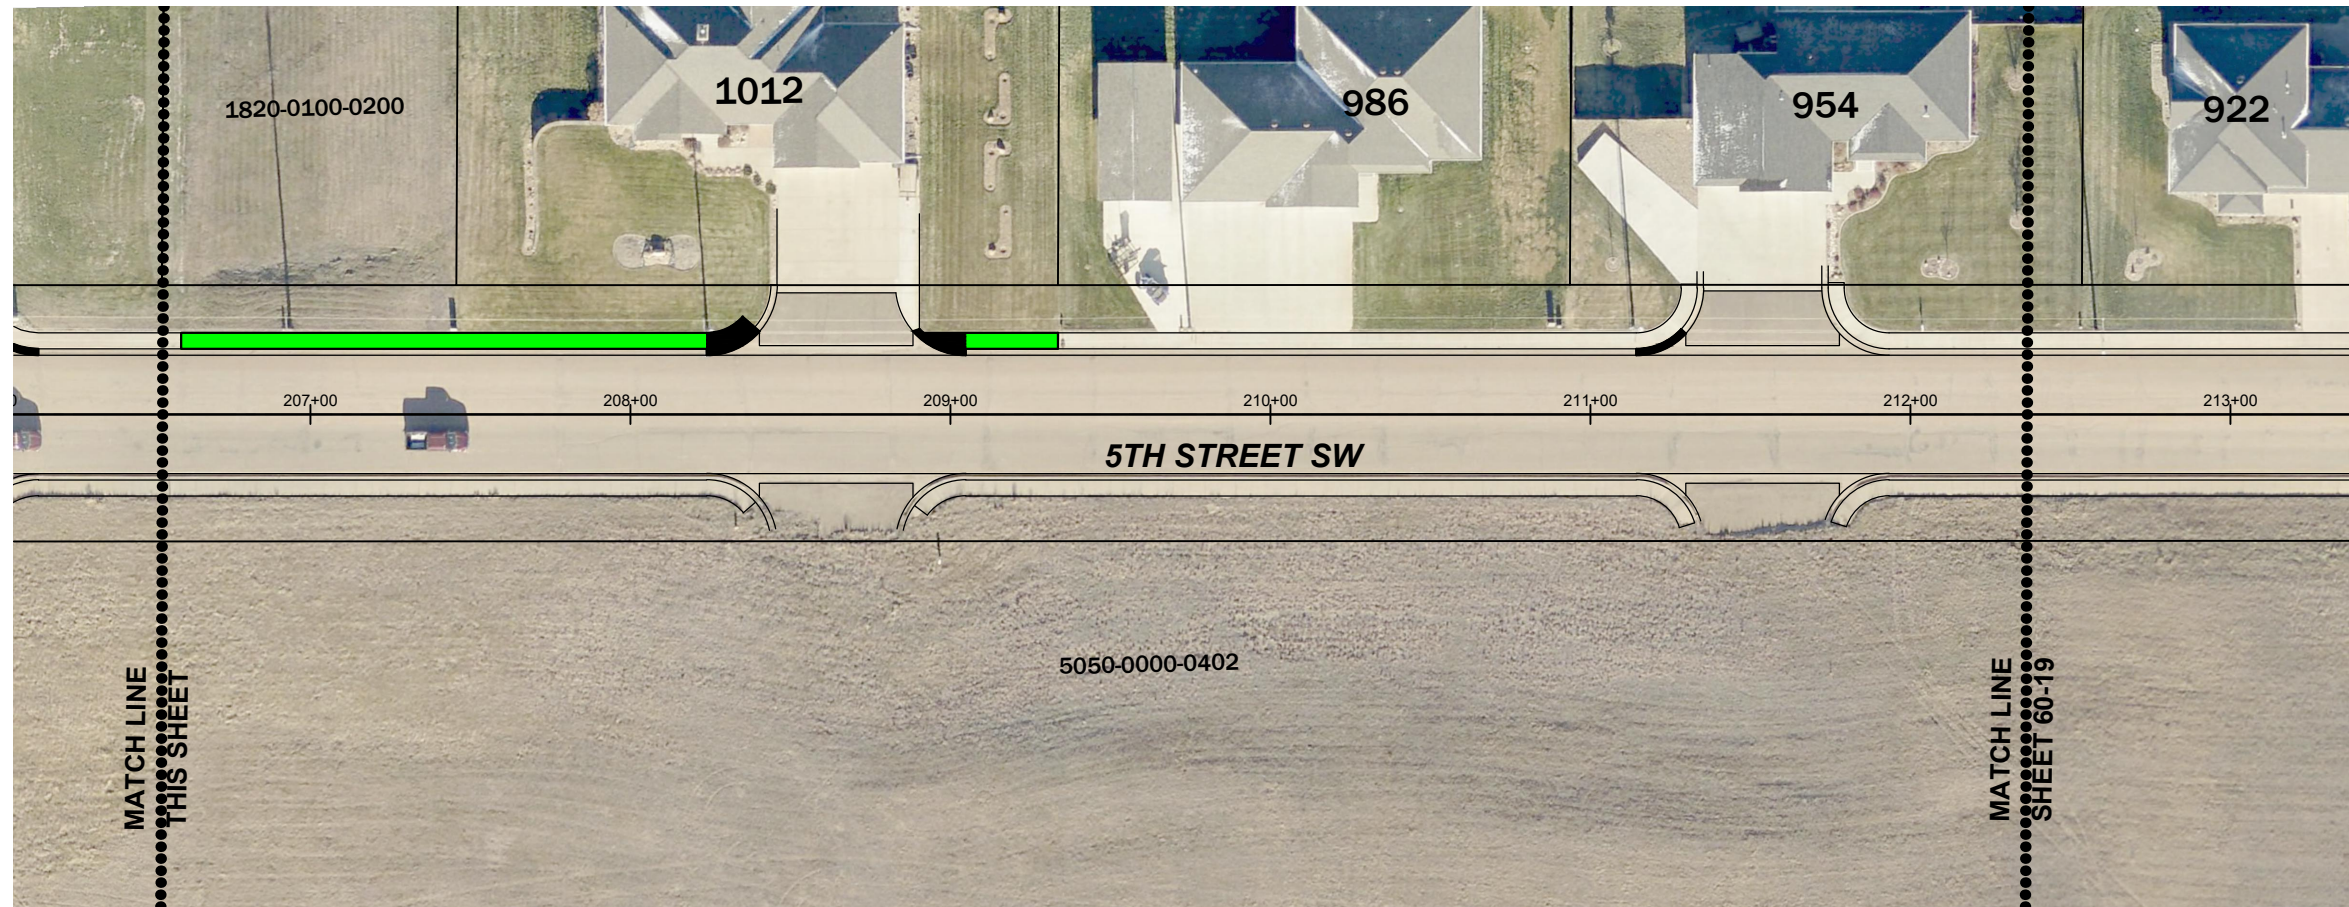 1820-0100-0200
1012
986
954
922
207+00
208+00
209+00
210+00
211+00
212+00
213+00
5TH STREET SW
5050-0000-0402
MATCH LINE
THIS SHEET
MATCH LINE
SHEET 60-19